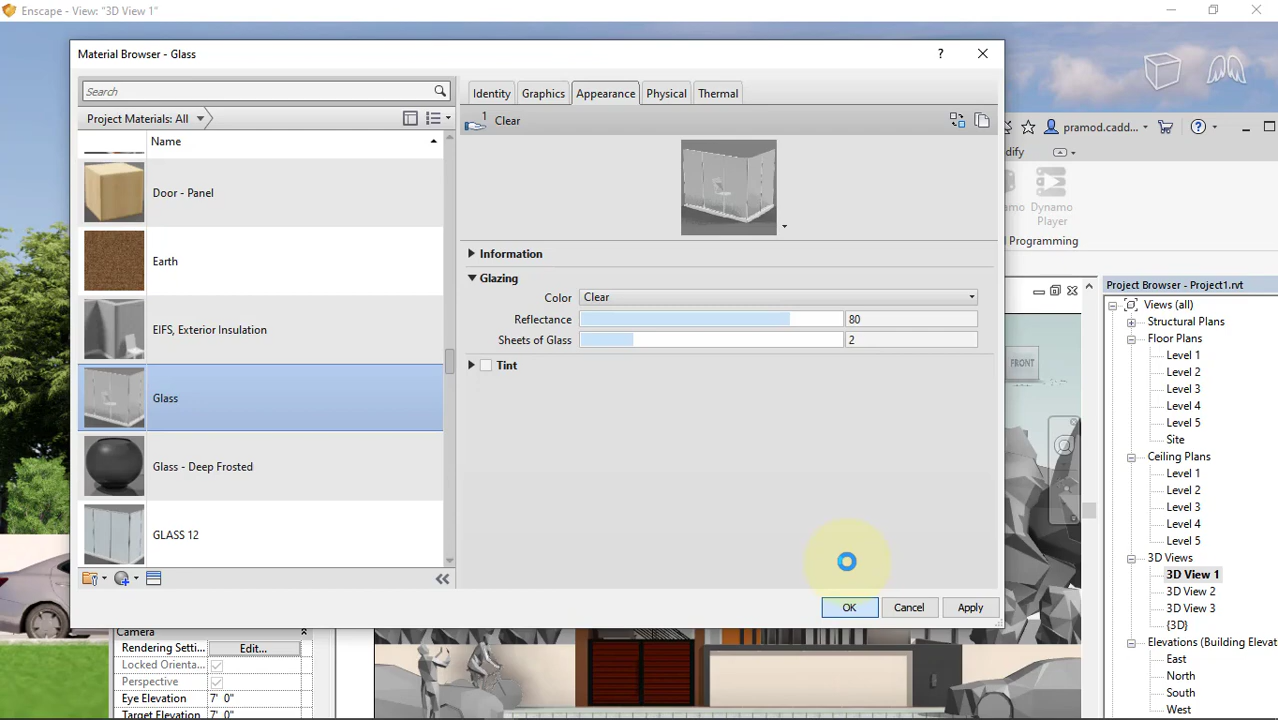 Enscape - View: "3D View 1"
Material Browser - Glass
Search
Project Materials: All
Name
Door - Panel
Earth
EIFS, Exterior Insulation
Glass
Glass - Deep Frosted
GLASS 12
Identity
Graphics
Appearance
Physical
Thermal
1
Clear
Information
Glazing
Color
Clear
Reflectance
80
Sheets of Glass
2
Tint
OK
Cancel
Apply
pramod.cadd...
dify
Dynamo
Player
Programming
FRONT
Project Browser - Project1.rvt
Views (all)
Structural Plans
Floor Plans
Level 1
Level 2
Level 3
Level 4
Level 5
Site
Ceiling Plans
Level 1
Level 2
Level 3
Level 4
Level 5
3D Views
3D View 1
3D View 2
3D View 3
{3D}
Elevations (Building Elevat
East
North
South
West
Camera
Rendering Setti...
Edit...
Locked Orienta...
Perspective
Eye Elevation
7' 0"
Target Elevation
7' 0"